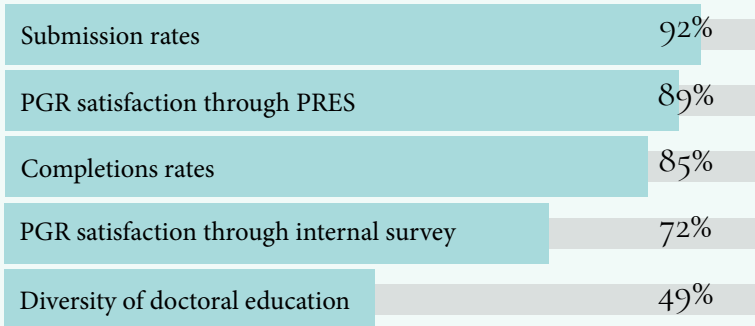 Submission rates 92%
PGR satisfaction through PRES 89%
Completions rates 85%
PGR satisfaction through internal survey 72%
Diversity of doctoral education 49%